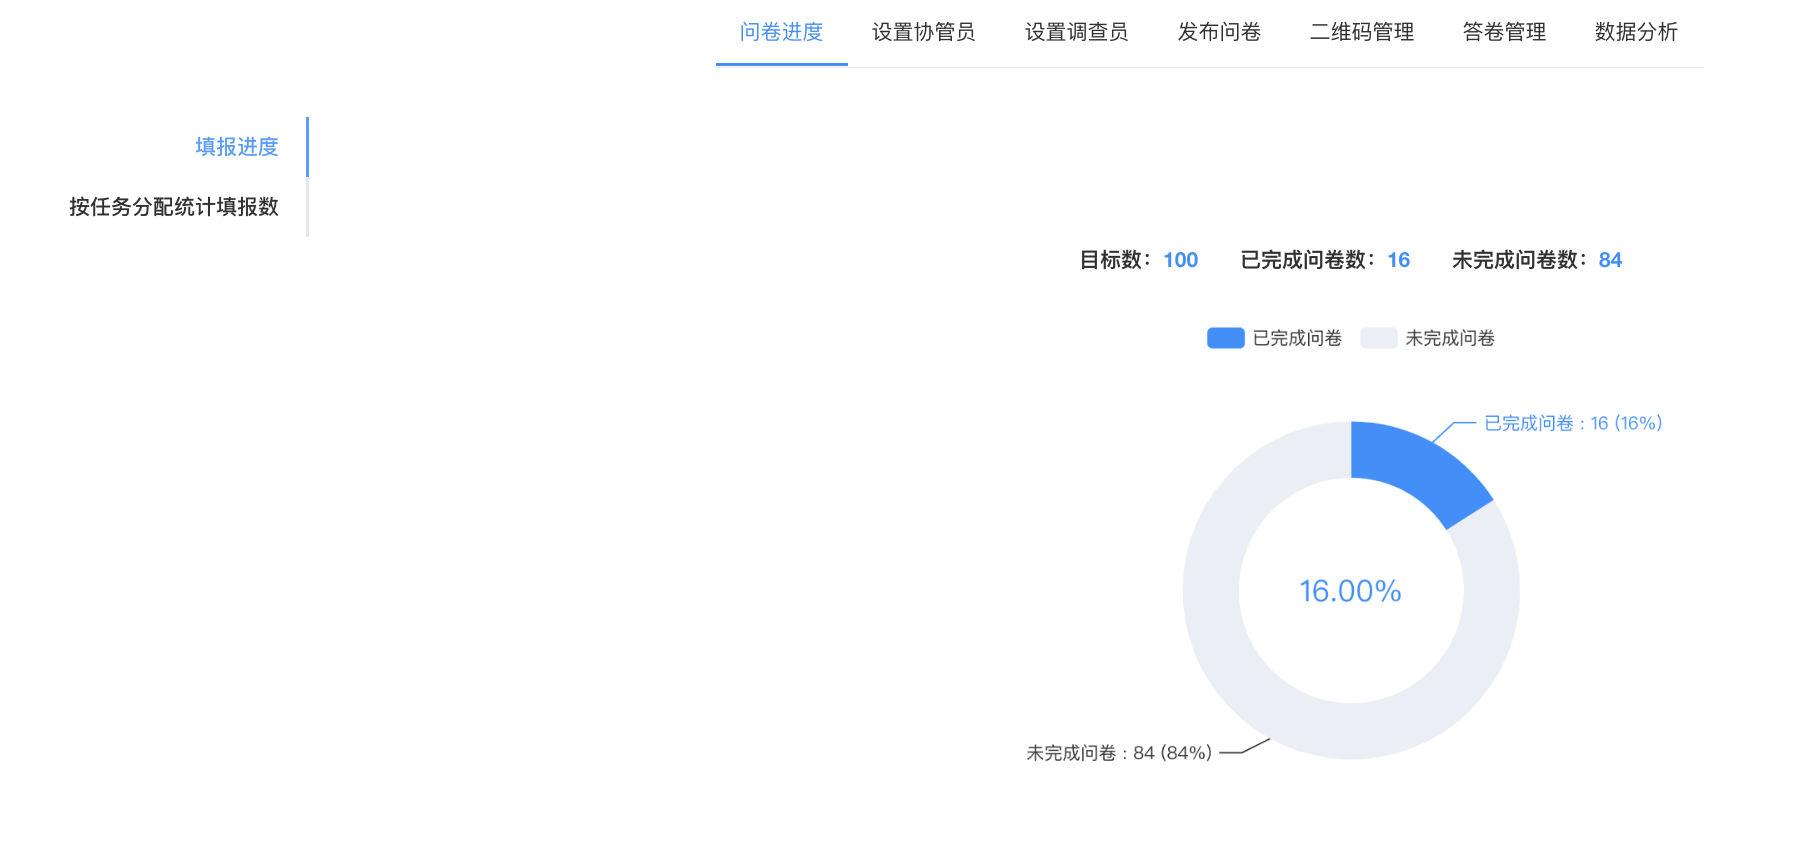 问卷进度 设置协管员 设置调查员 发布问卷 二维码管理 答卷管理 数据分析
填报进度
按任务分配统计填报数
目标数：100 已完成问卷数：16 未完成问卷数：84
已完成问卷 未完成问卷
已完成问卷 : 16 (16%)
16.00%
未完成问卷 : 84 (84%)